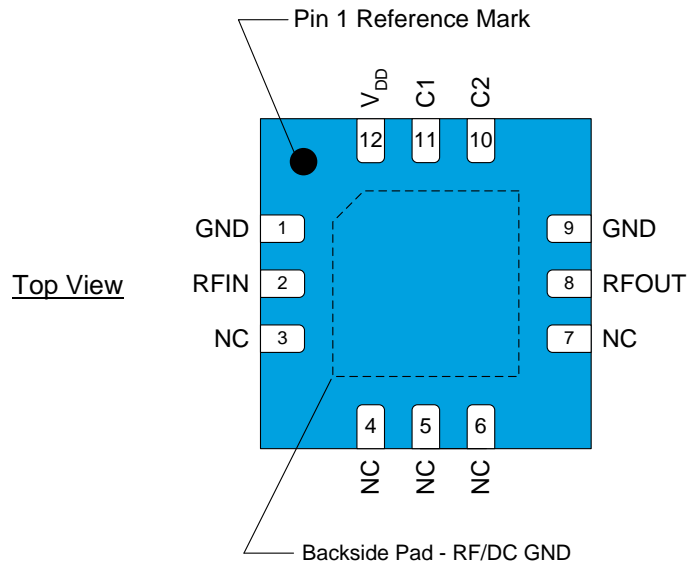 Pin 1 Reference Mark
VDD C1 C2
12 11 10
GND 1 9 GND
Top View RFIN 2 8 RFOUT
NC 3 7 NC
4 5 6
NC NC NC
Backside Pad - RF/DC GND